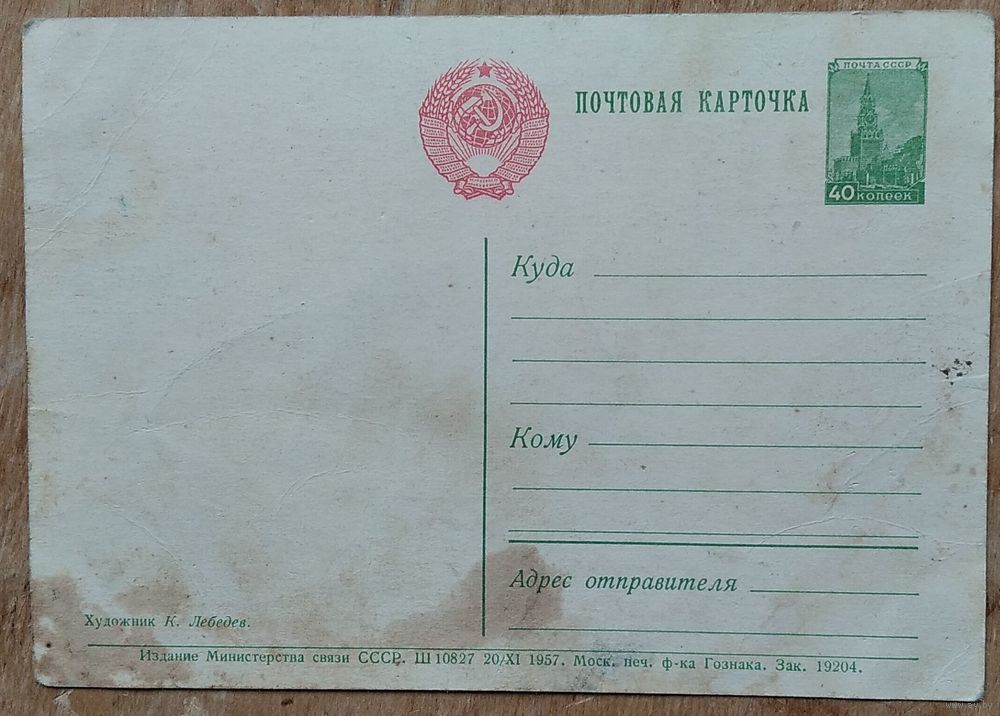 ПОЧТА СССР
ПОЧТОВАЯ КАРТОЧКА
40 КОПЕЕК
Куда
Кому
Адрес отправителя
Художник К. Лебедев.
Издание Министерства связи СССР. Ш 10827 20/XI 1957. Моск. печ. ф-ка Гознака. Зак. 19204.